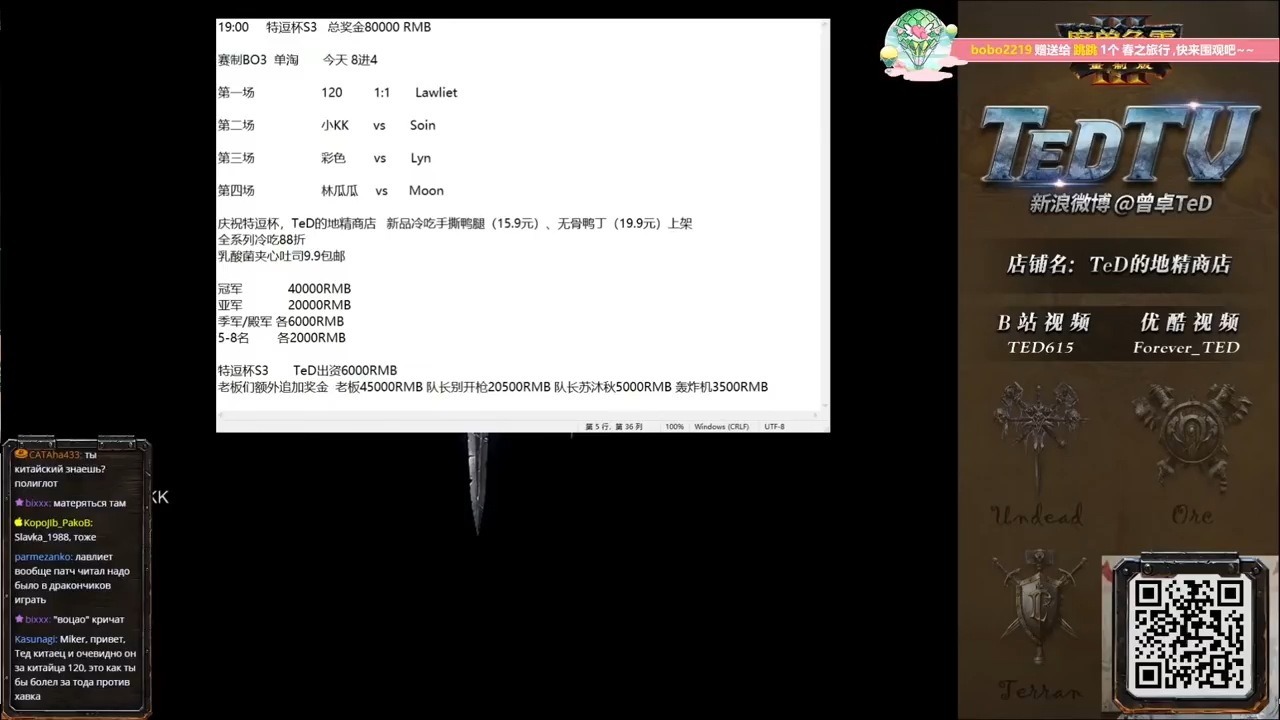 19:00 特逗杯S3 总奖金80000 RMB
赛制BO3 单淘 今天 8进4
第一场 120 1:1 Lawliet
第二场 小KK vs Soin
第三场 彩色 vs Lyn
第四场 林瓜瓜 vs Moon
庆祝特逗杯，TeD的地精商店 新品冷吃手撕鸭腿（15.9元）、无骨鸭丁（19.9元）上架
全系列冷吃88折
乳酸菌夹心吐司9.9包邮
冠军 40000RMB
亚军 20000RMB
季军/殿军 各6000RMB
5-8名 各2000RMB
特逗杯S3 TeD出资6000RMB
老板们额外追加奖金 老板45000RMB 队长别开枪20500RMB 队长苏沐秋5000RMB 轰炸机3500RMB
第 5 行，第 36 列 100% Windows (CRLF) UTF-8
bobo2219 赠送给 跳跳 1个 春之旅行 ,快来围观吧~~
TeDTV
新浪微博 @曾卓TeD
店铺名：TeD的地精商店
B站视频 优酷视频
TED615 Forever_TED
Undead Orc
Terran
CATAha433: ты
китайский знаешь?
полиглот
bixxx: матеряться там
KopoJIb_PakoB:
Slavka_1988, тоже
parmezanko: лавлиет
вообще патч читал надо
было в дракончиков
играть
bixxx: "воцао" кричат
Kasunagi: Miker, привет,
Тед китаец и очевидно он
за китайца 120, это как ты
бы болел за тода против
хавка
KK